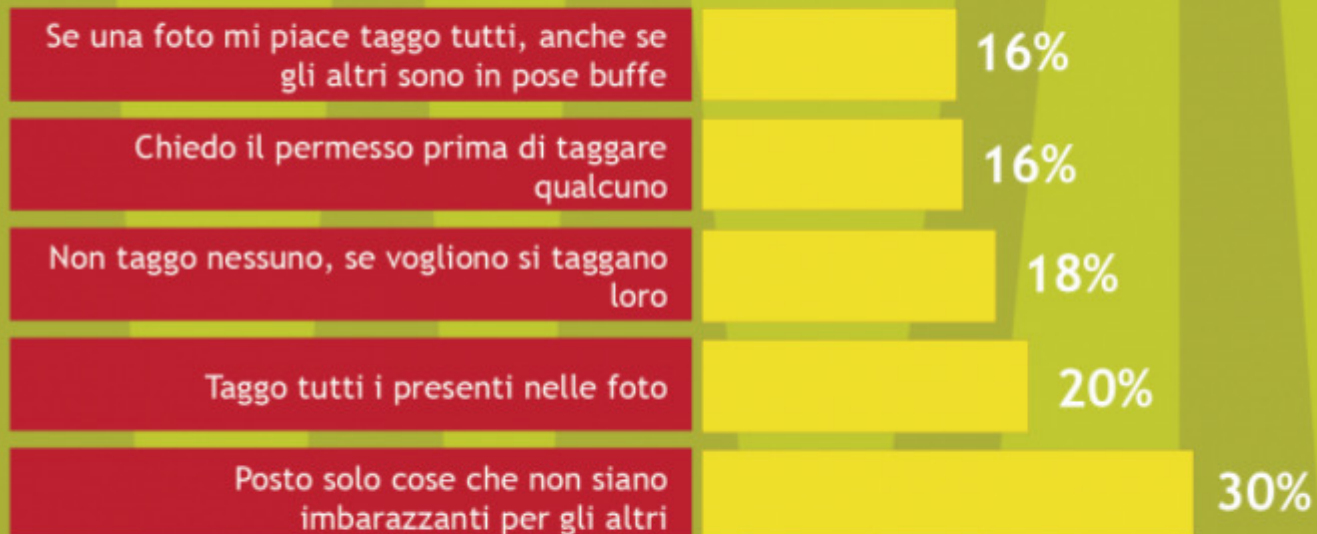 Se una foto mi piace taggo tutti, anche se
gli altri sono in pose buffe
16%
Chiedo il permesso prima di taggare
qualcuno
16%
Non taggo nessuno, se vogliono si taggano
loro
18%
Taggo tutti i presenti nelle foto
20%
Posto solo cose che non siano
imbarazzanti per gli altri
30%